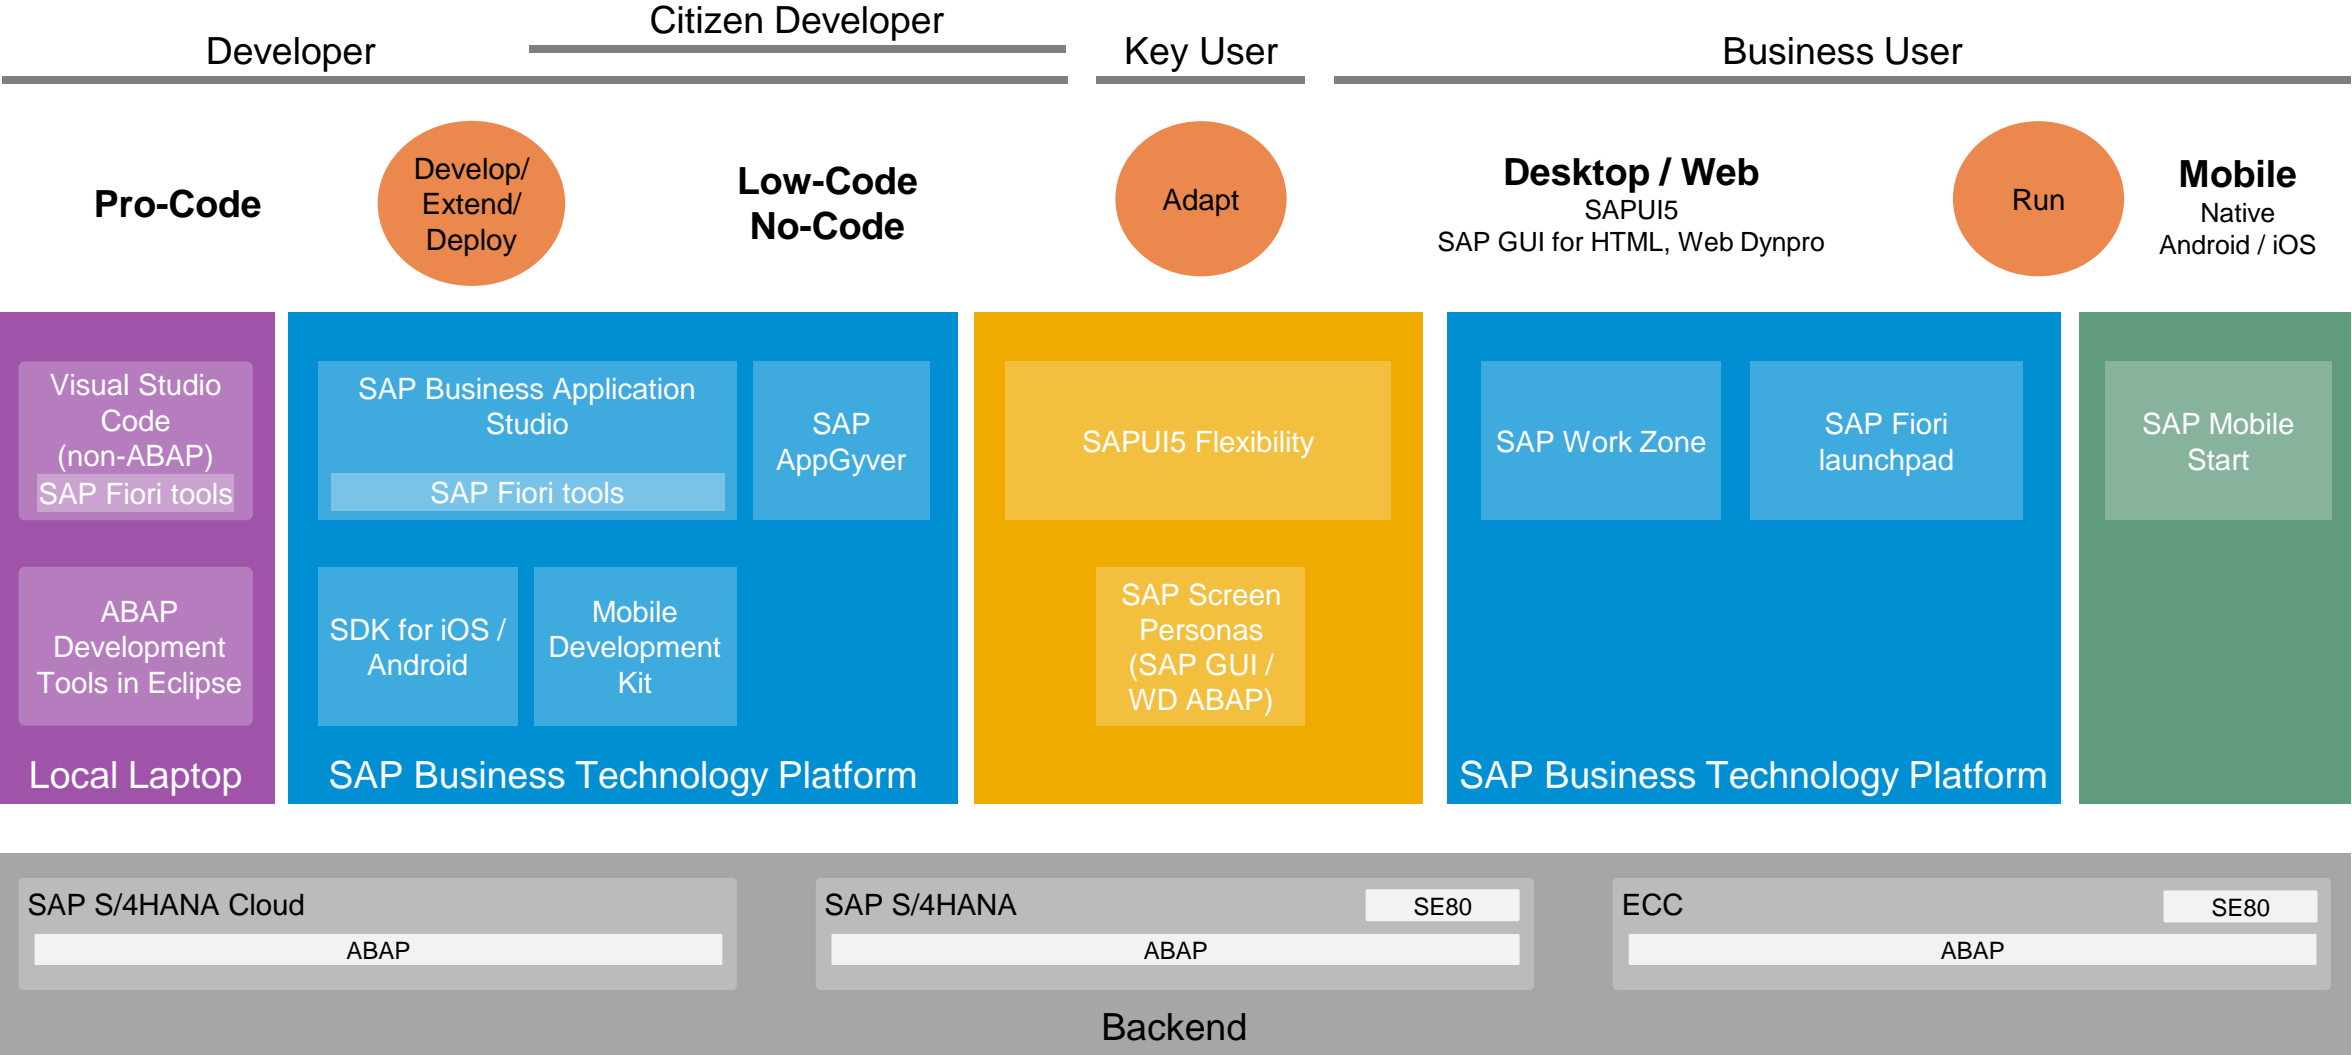 Citizen Developer
Developer
Key User
Business User
Pro-Code
Develop/
Extend/
Deploy
Low-Code
No-Code
Adapt
Desktop / Web
SAPUI5
SAP GUI for HTML, Web Dynpro
Run
Mobile
Native
Android / iOS
Visual Studio
Code
(non-ABAP)
SAP Fiori tools
ABAP
Development
Tools in Eclipse
Local Laptop
SAP Business Application
Studio
SAP Fiori tools
SAP
AppGyver
SDK for iOS /
Android
Mobile
Development
Kit
SAP Business Technology Platform
SAPUI5 Flexibility
SAP Screen
Personas
(SAP GUI /
WD ABAP)
SAP Work Zone
SAP Fiori
launchpad
SAP Business Technology Platform
SAP Mobile
Start
SAP S/4HANA Cloud
ABAP
SAP S/4HANA
SE80
ABAP
ECC
SE80
ABAP
Backend